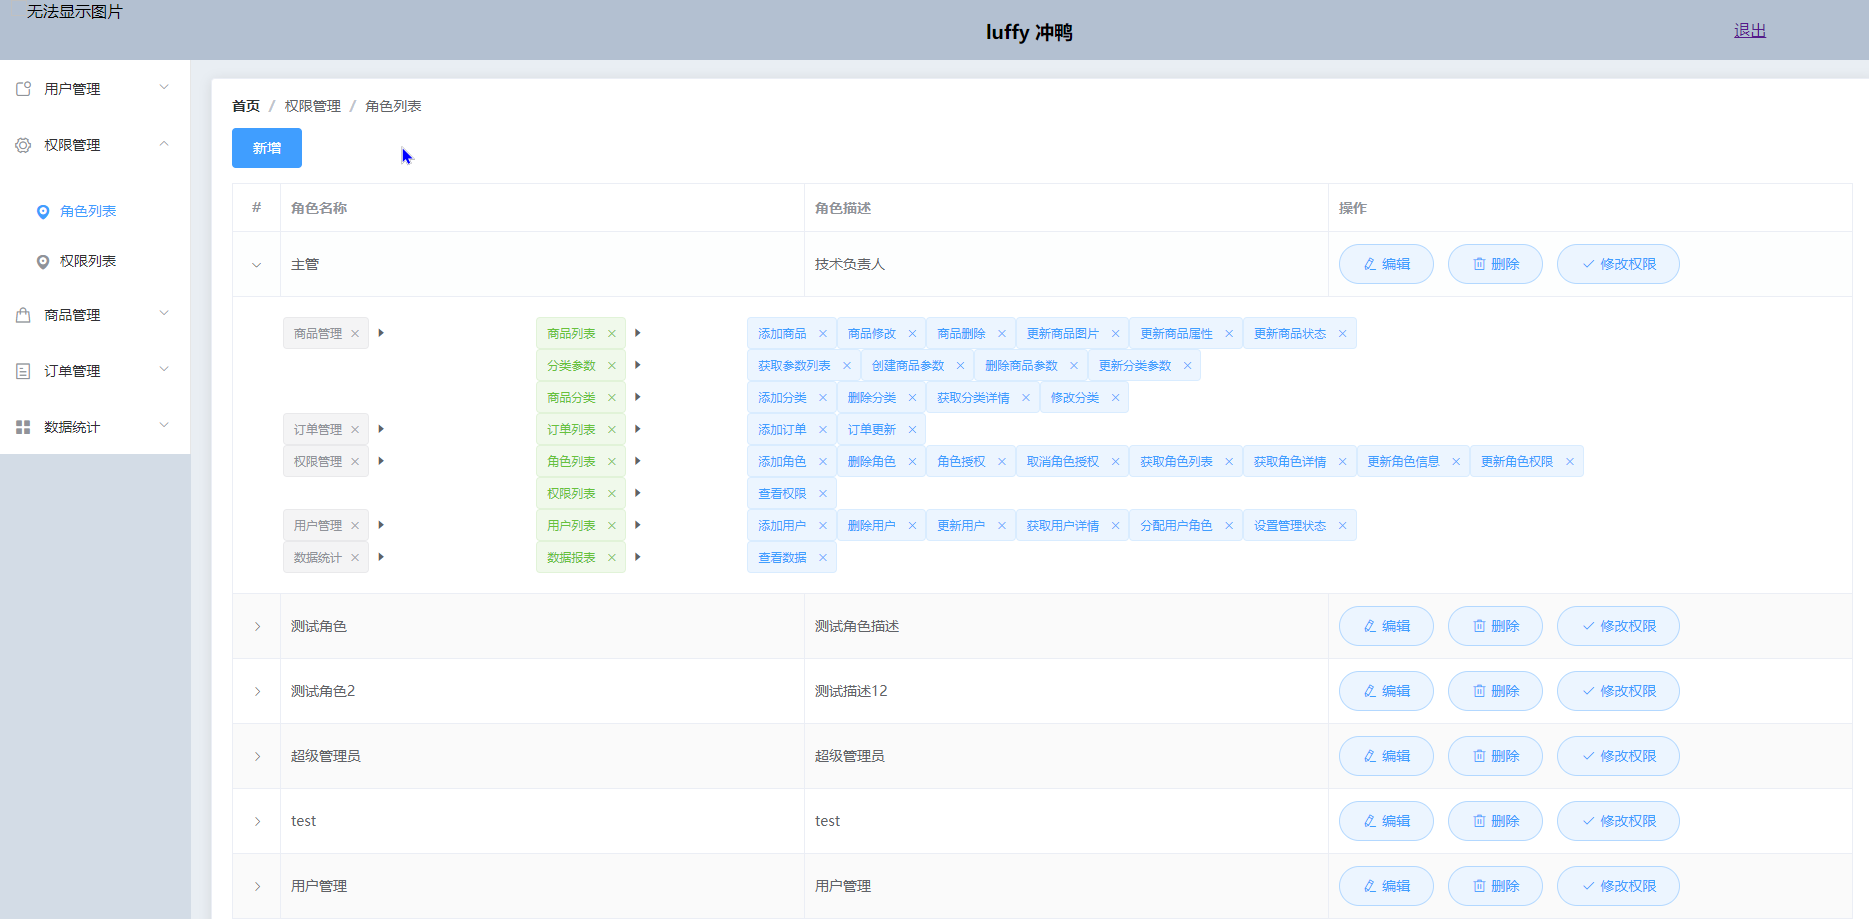 无法显示图片
luffy 冲鸭
退出
用户管理
权限管理
角色列表
权限列表
商品管理
订单管理
数据统计
首页 / 权限管理 / 角色列表
新增
# 角色名称 角色描述 操作
主管 技术负责人 编辑 删除 修改权限
商品管理 商品列表 添加商品 商品修改 商品删除 更新商品图片 更新商品属性 更新商品状态
分类参数 获取参数列表 创建商品参数 删除商品参数 更新分类参数
商品分类 添加分类 删除分类 获取分类详情 修改分类
订单管理 订单列表 添加订单 订单更新
权限管理 角色列表 添加角色 删除角色 角色授权 取消角色授权 获取角色列表 获取角色详情 更新角色信息 更新角色权限
权限列表 查看权限
用户管理 用户列表 添加用户 删除用户 更新用户 获取用户详情 分配用户角色 设置管理状态
数据统计 数据报表 查看数据
测试角色 测试角色描述 编辑 删除 修改权限
测试角色2 测试描述12 编辑 删除 修改权限
超级管理员 超级管理员 编辑 删除 修改权限
test test 编辑 删除 修改权限
用户管理 用户管理 编辑 删除 修改权限